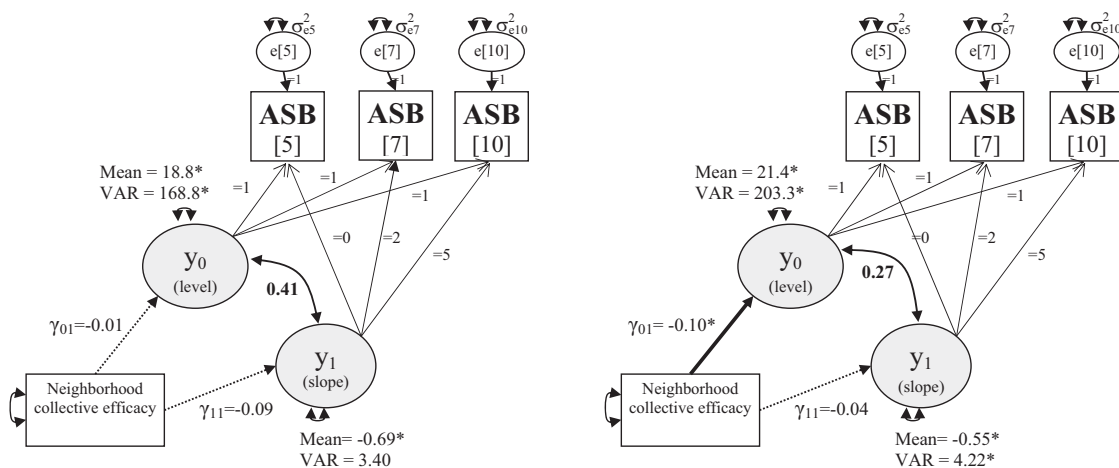 σ²e5 σ²e7 σ²e10
e[5] e[7] e[10]
=1 =1 =1
ASB ASB ASB
[5] [7] [10]
Mean = 18.8*
VAR = 168.8*
=1 =1 =1
=0 =2 =5
y₀
(level)
0.41
γ₀₁=-0.01
y₁
(slope)
Neighborhood
collective efficacy
γ₁₁=-0.09
Mean= -0.69*
VAR = 3.40
σ²e5 σ²e7 σ²e10
e[5] e[7] e[10]
=1 =1 =1
ASB ASB ASB
[5] [7] [10]
Mean = 21.4*
VAR = 203.3*
=1 =1 =1
=0 =2 =5
y₀
(level)
0.27
γ₀₁= -0.10*
y₁
(slope)
Neighborhood
collective efficacy
γ₁₁=-0.04
Mean= -0.55*
VAR = 4.22*